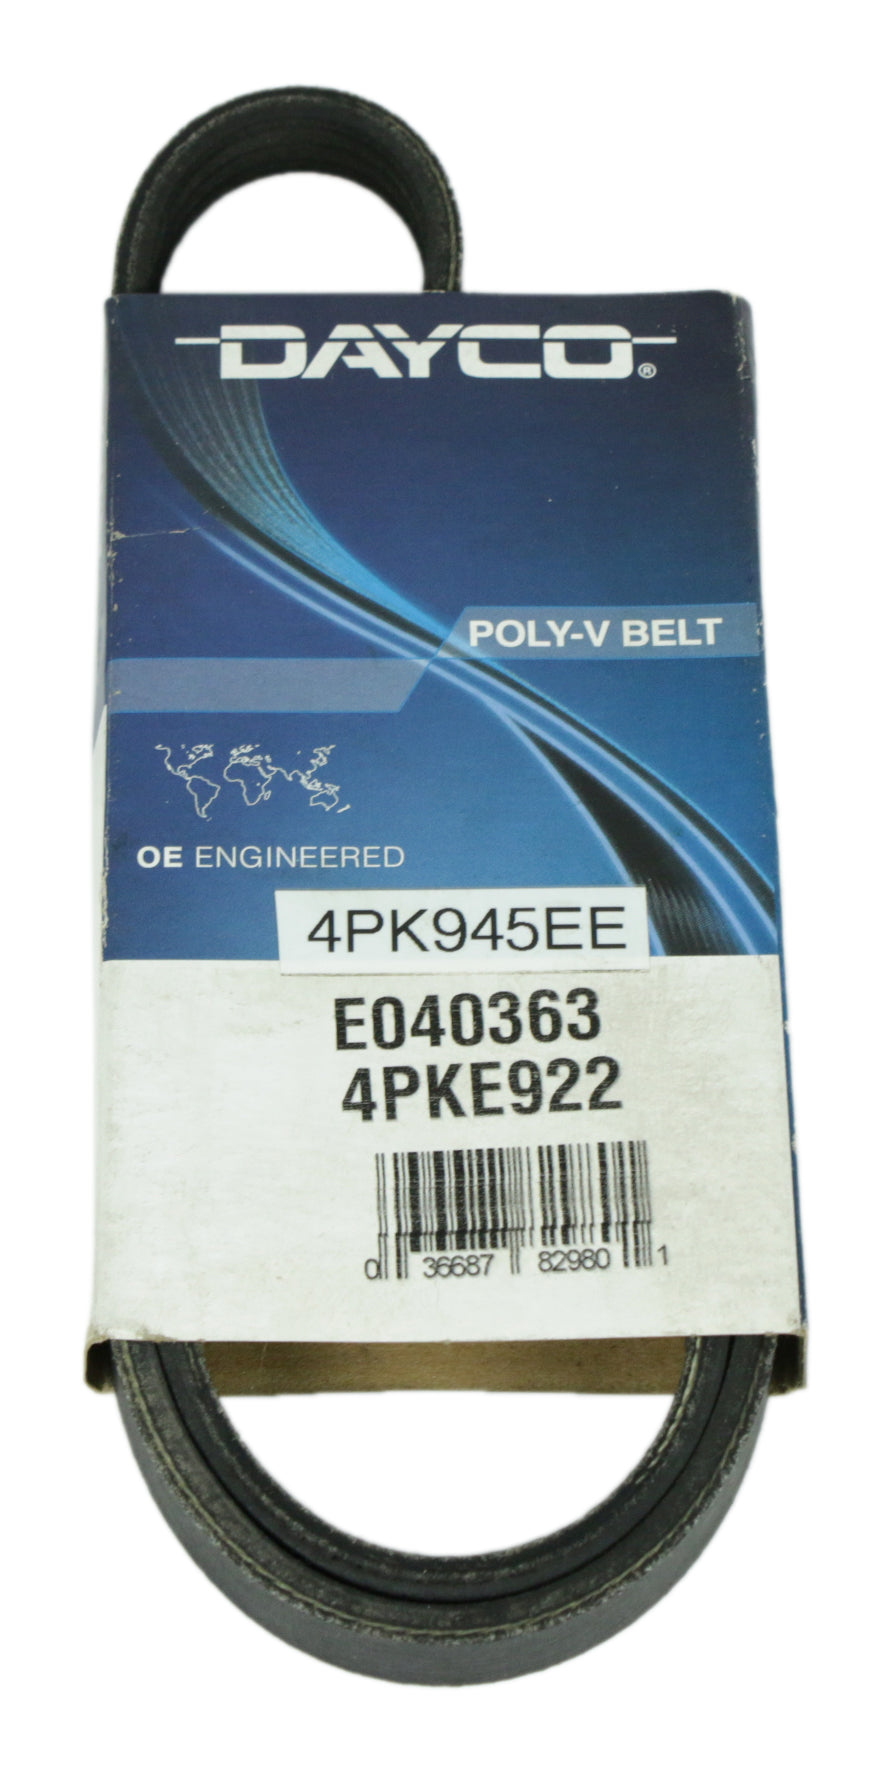 DAYCO®
POLY-V BELT
OE ENGINEERED
4PK945EE
E040363
4PKE922
0 36687 82980 1